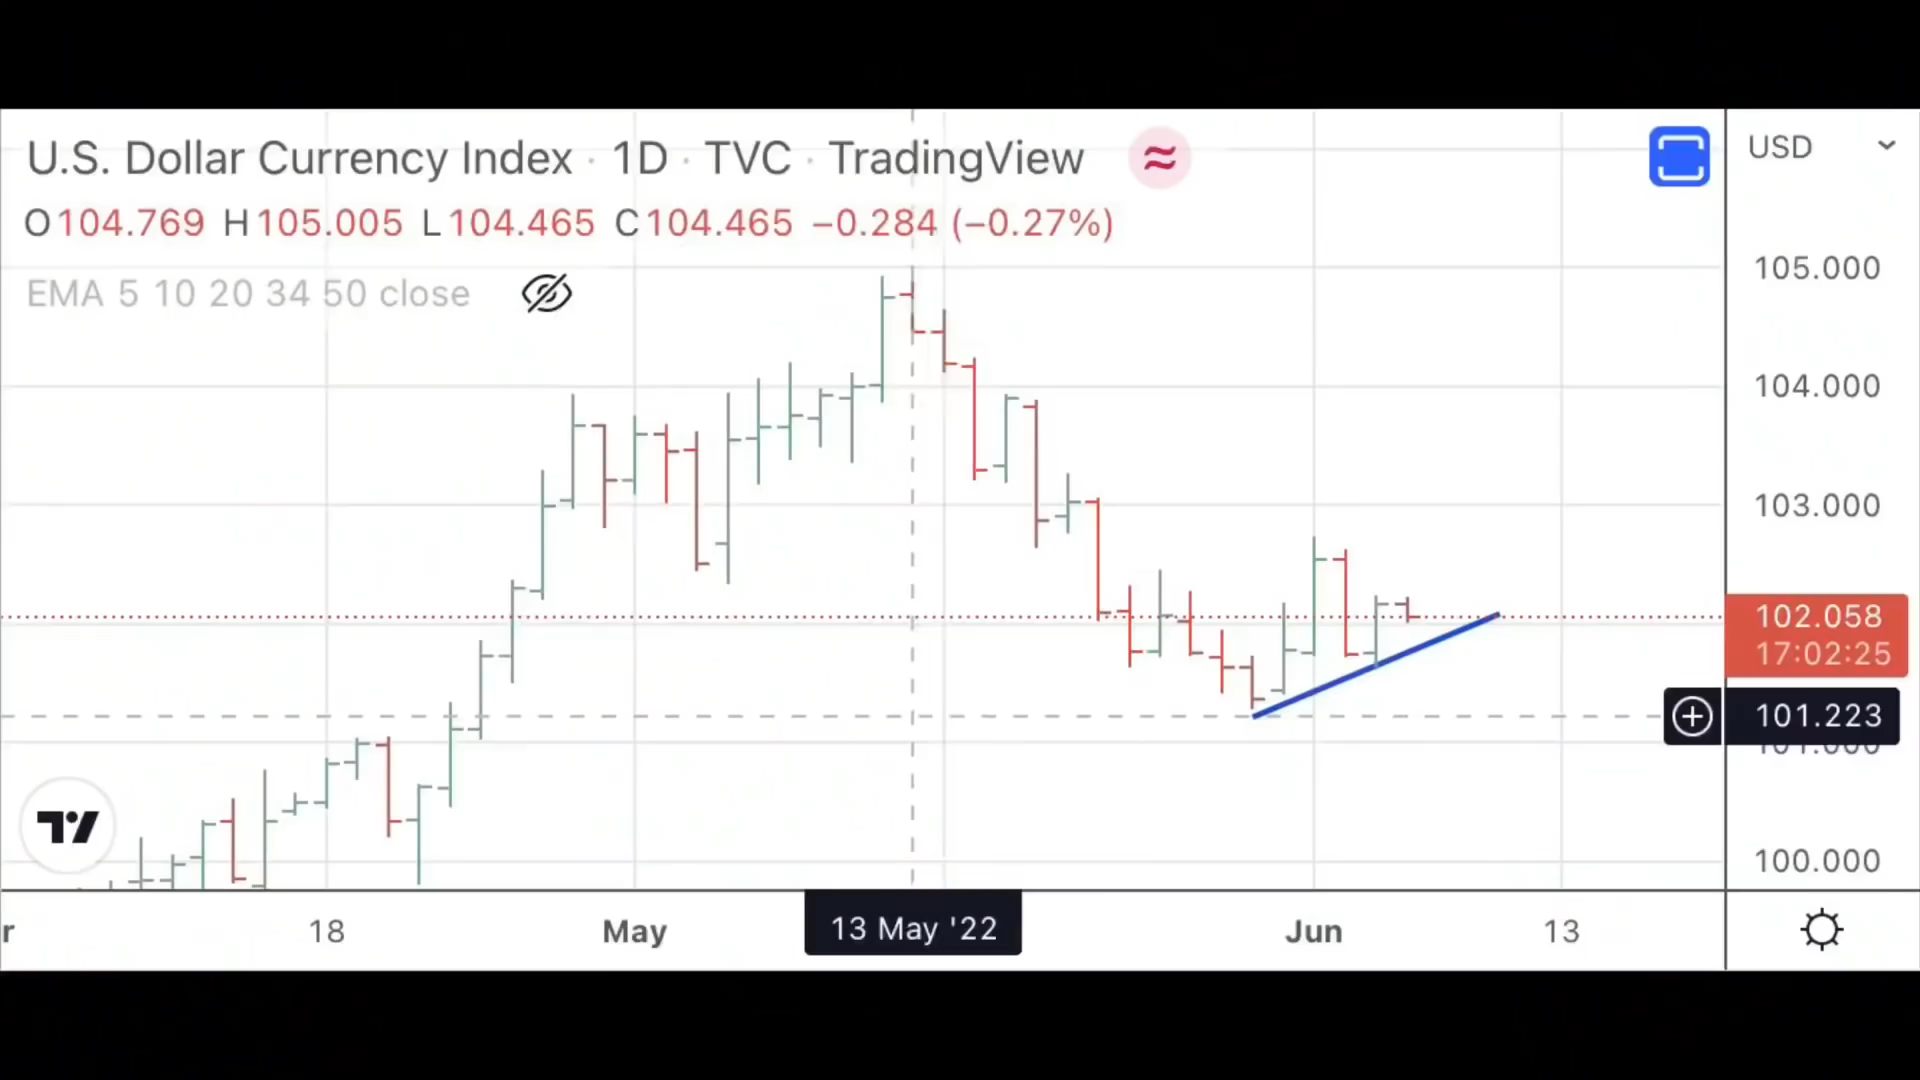 U.S. Dollar Currency Index · 1D · TVC · TradingView
USD
O104.769 H105.005 L104.465 C104.465 −0.284 (−0.27%)
EMA 5 10 20 34 50 close
105.000
104.000
103.000
102.058
17:02:25
101.223
101.000
100.000
r
18
May
13 May '22
Jun
13